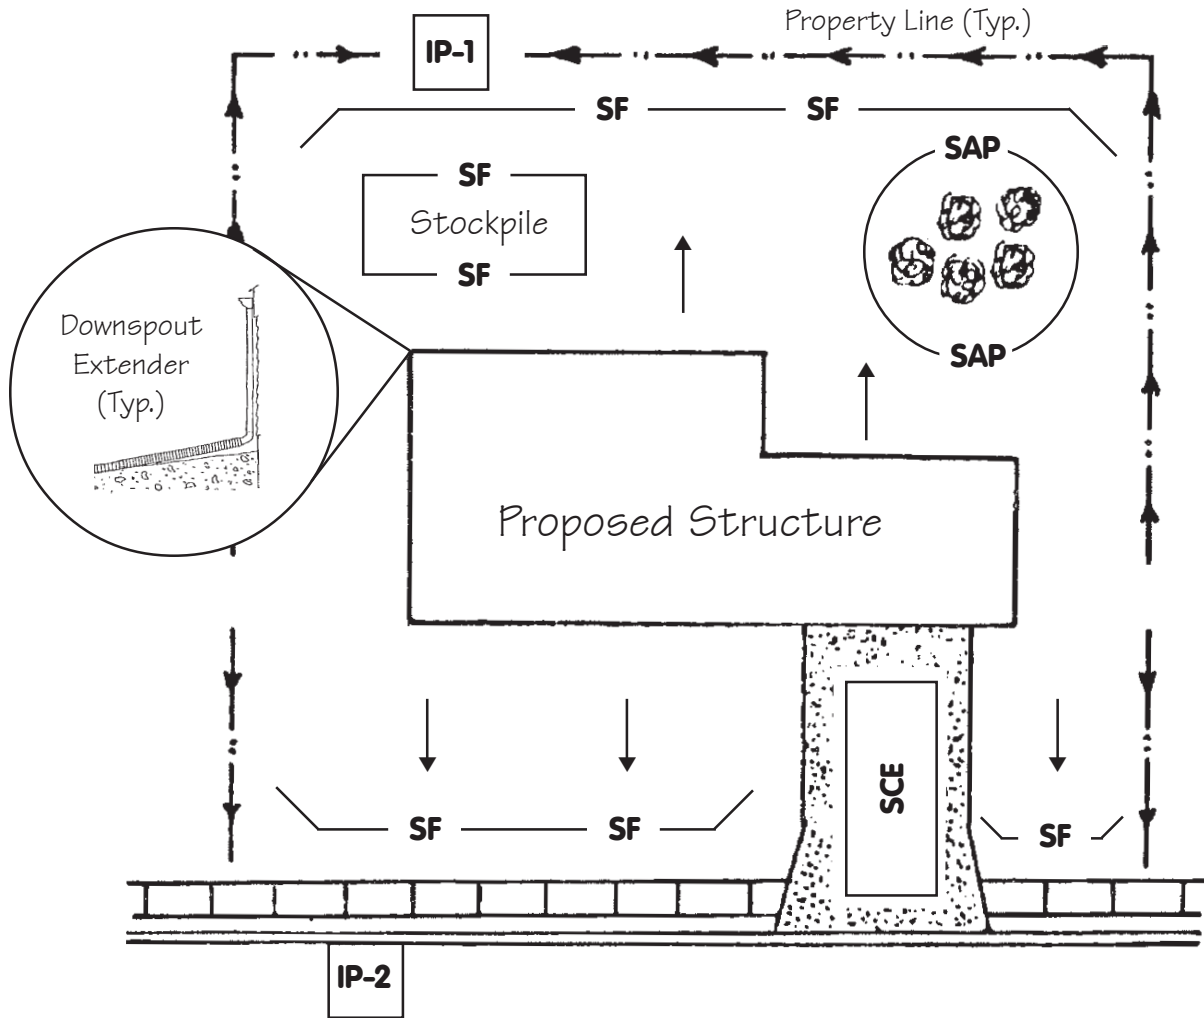 Property Line (Typ.)
IP-1
SF SF
SAP
SF
Stockpile
SF
Downspout
Extender
(Typ.)
SAP
Proposed Structure
SCE
SF SF SF
IP-2